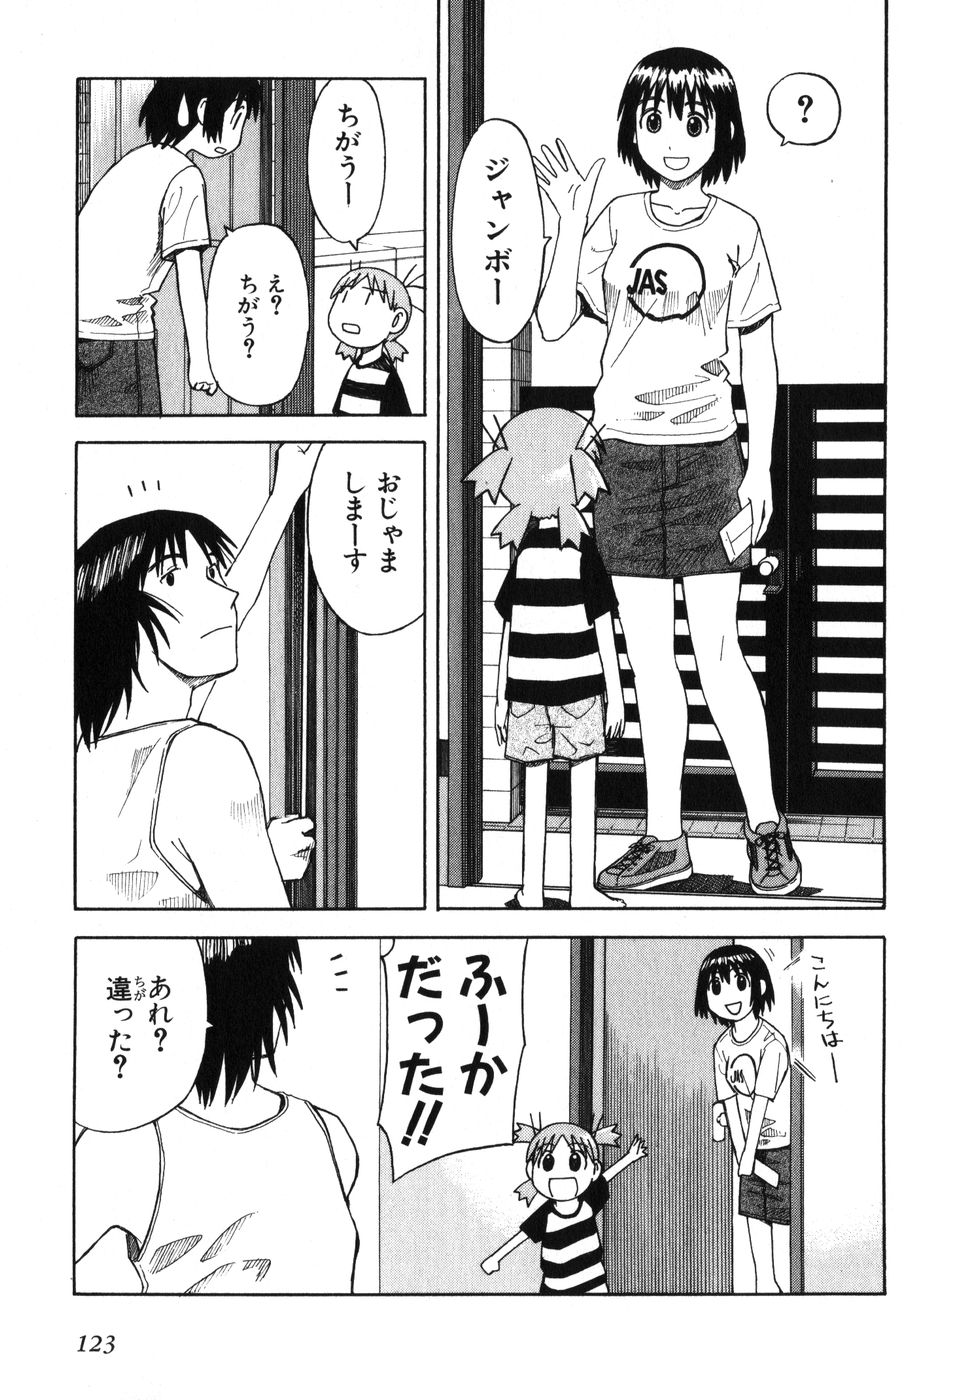 ?
ジャンボー
JAS
ちがうー
え?
ちがう?
おじゃま
しまーす
こんにちはー
JAS
ふーか
だった!!
あれ?
違った?
ちが
123